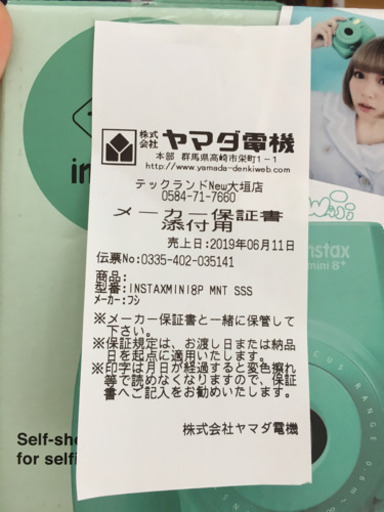 株式
会社 ヤマダ電機
本部 群馬県高崎市栄町1-1
http://www.yamada-denkiweb.com
テックランドNew大垣店
0584-71-7660
メーカー保証書
添付用
売上日:2019年06月11日
伝票No:0335-402-035141
商品:
型番:INSTAXMINI8P MNT SSS
メーカー:フジ
※メーカー保証書と一緒に保管して
下さい。
※保証規定は、お渡し日または納品
日を起点に適用いたします。
※印字は月日が経過すると変色擦れ
等で読めなくなりますので、保証
書へご記入をお勧めいたします。
株式会社ヤマダ電機
in
instax
mini 8+
FOCUS RANGE 0.6m
Self-sh
for selfi